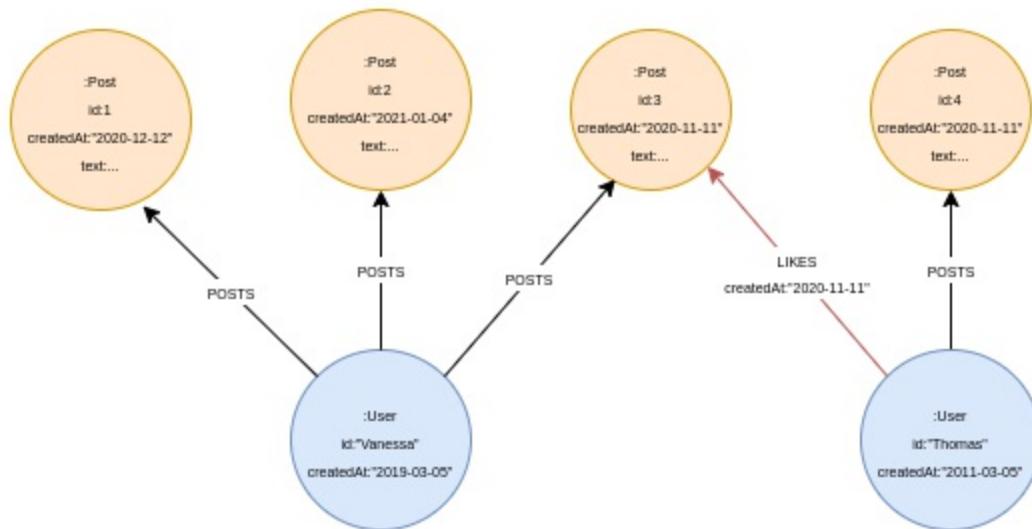 :Post
id:1
createdAt:"2020-12-12"
text:...
:Post
id:2
createdAt:"2021-01-04"
text:...
:Post
id:3
createdAt:"2020-11-11"
text:...
:Post
id:4
createdAt:"2020-11-11"
text:...
POSTS
POSTS
POSTS
LIKES
createdAt:"2020-11-11"
POSTS
:User
id:"Vanessa"
createdAt:"2019-03-05"
:User
id:"Thomas"
createdAt:"2011-03-05"